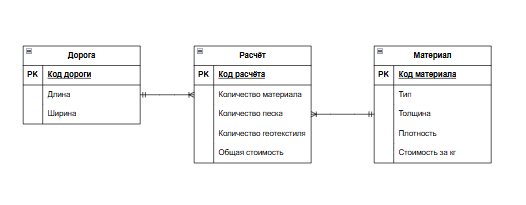 Дорога
PK Код дороги
Длина
Ширина
Расчёт
PK Код расчёта
Количество материала
Количество песка
Количество геотекстиля
Общая стоимость
Материал
PK Код материала
Тип
Толщина
Плотность
Стоимость за кг